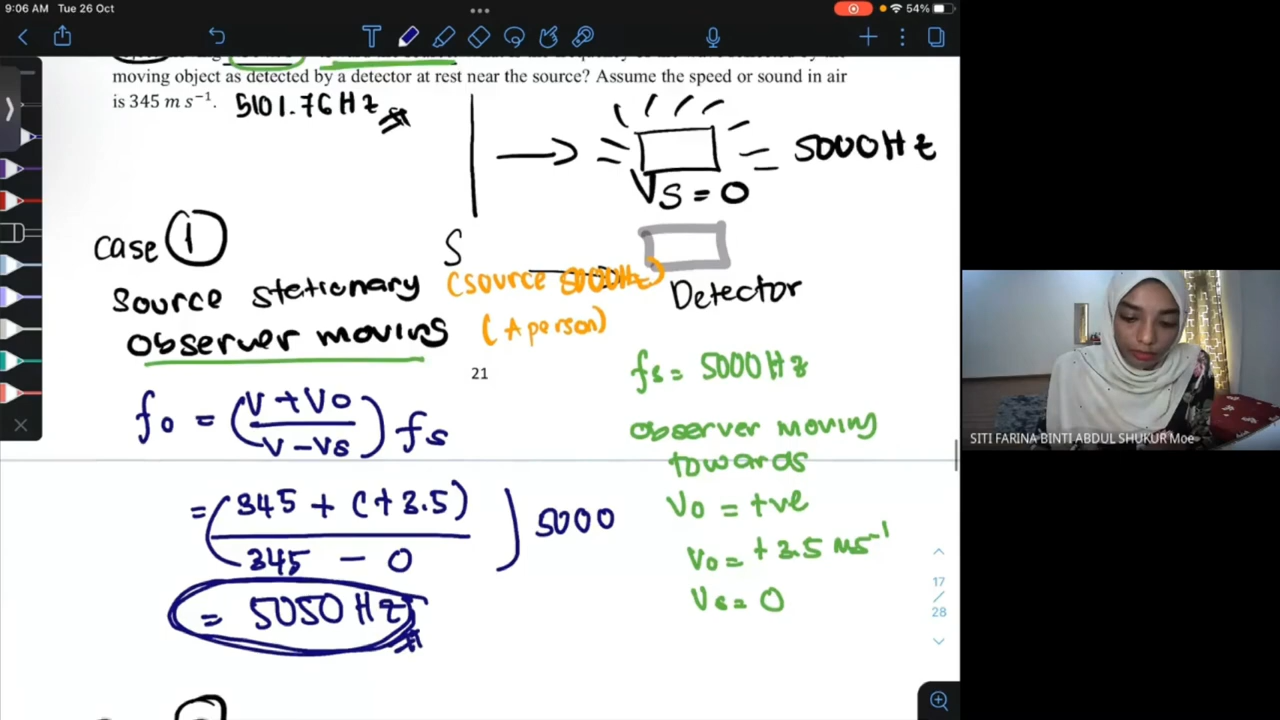 9:06 AM Tue 26 Oct
54%
moving object as detected by a detector at rest near the source? Assume the speed or sound in air
is 345 m s⁻¹. 5101.76 Hz
5000 Hz
Vs = 0
Case 1
S
Source stationary (source 5000Hz)
Detector
observer moving (A person)
21
fs = 5000 Hz
fo = (V + Vo / V - Vs) fs
observer moving
towards
Vo = +ve
= (345 + (+3.5) / 345 - 0) 5000
Vo = +3.5 ms⁻¹
Vs = 0
= 5050 Hz
17
/
28
SITI FARINA BINTI ABDUL SHUKUR Moe